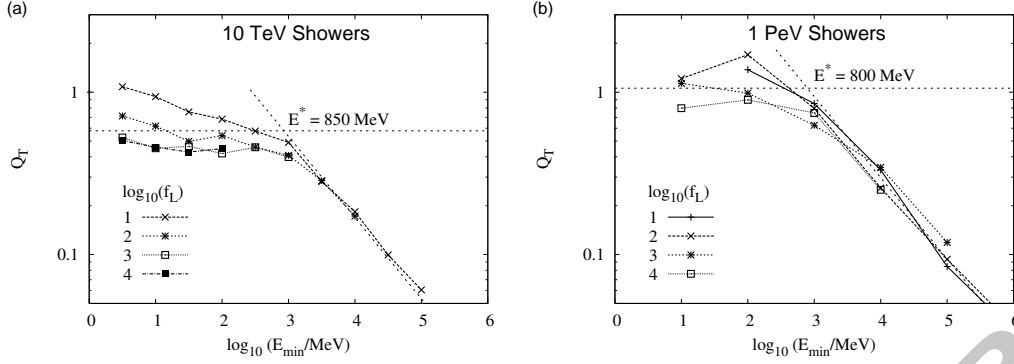 (a)
10 TeV Showers
E* = 850 MeV
Q_T
1
0.1
log10(f_L)
1
2
3
4
0 1 2 3 4 5 6
log10 (E_min/MeV)
(b)
1 PeV Showers
E* = 800 MeV
Q_T
1
0.1
log10(f_L)
1
2
3
4
0 1 2 3 4 5 6
log10 (E_min/MeV)